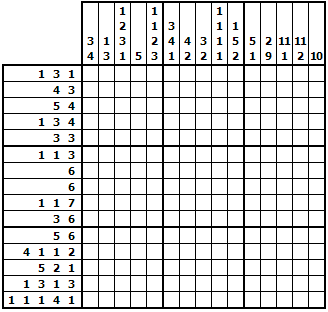 1 1 1
2 1 3 1 1
3 1 3 2 4 4 3 1 5 5 2 11 11
4 3 1 5 3 1 2 2 1 2 1 9 1 2 10
1 3 1
4 3
5 4
1 3 4
3 3
1 1 3
6
6
1 1 7
3 6
5 6
4 1 1 2
5 2 1
1 3 1 3
1 1 1 4 1